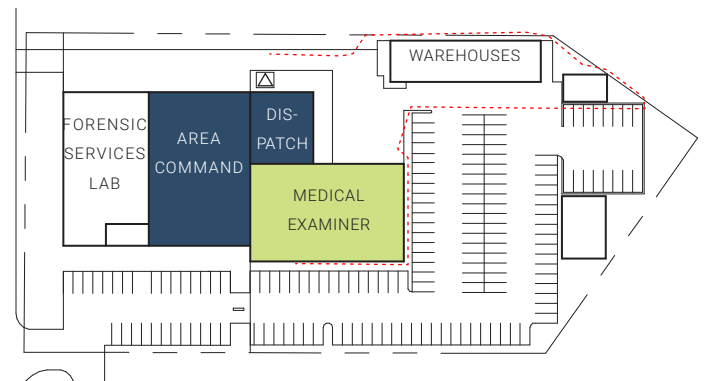 WAREHOUSES
FORENSIC
SERVICES
LAB
AREA
COMMAND
DIS-
PATCH
MEDICAL
EXAMINER